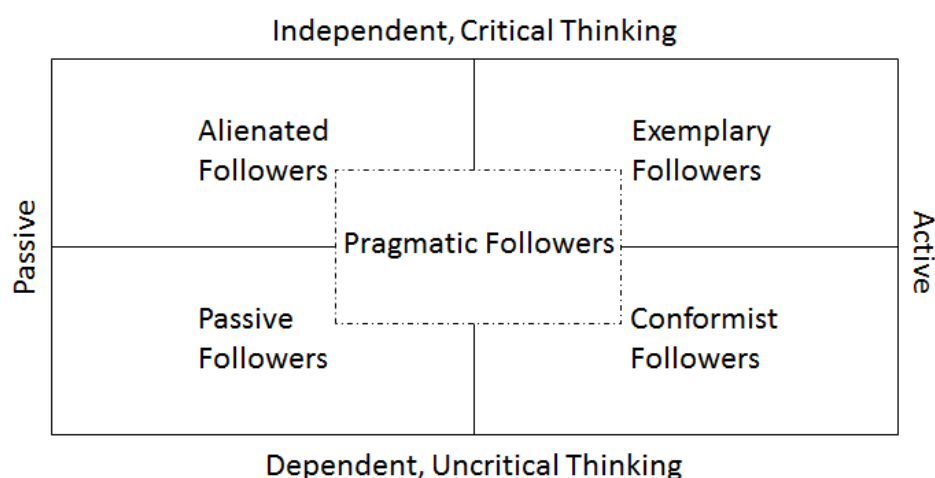 Independent, Critical Thinking
Alienated
Followers
Exemplary
Followers
Passive
Pragmatic Followers
Active
Passive
Followers
Conformist
Followers
Dependent, Uncritical Thinking